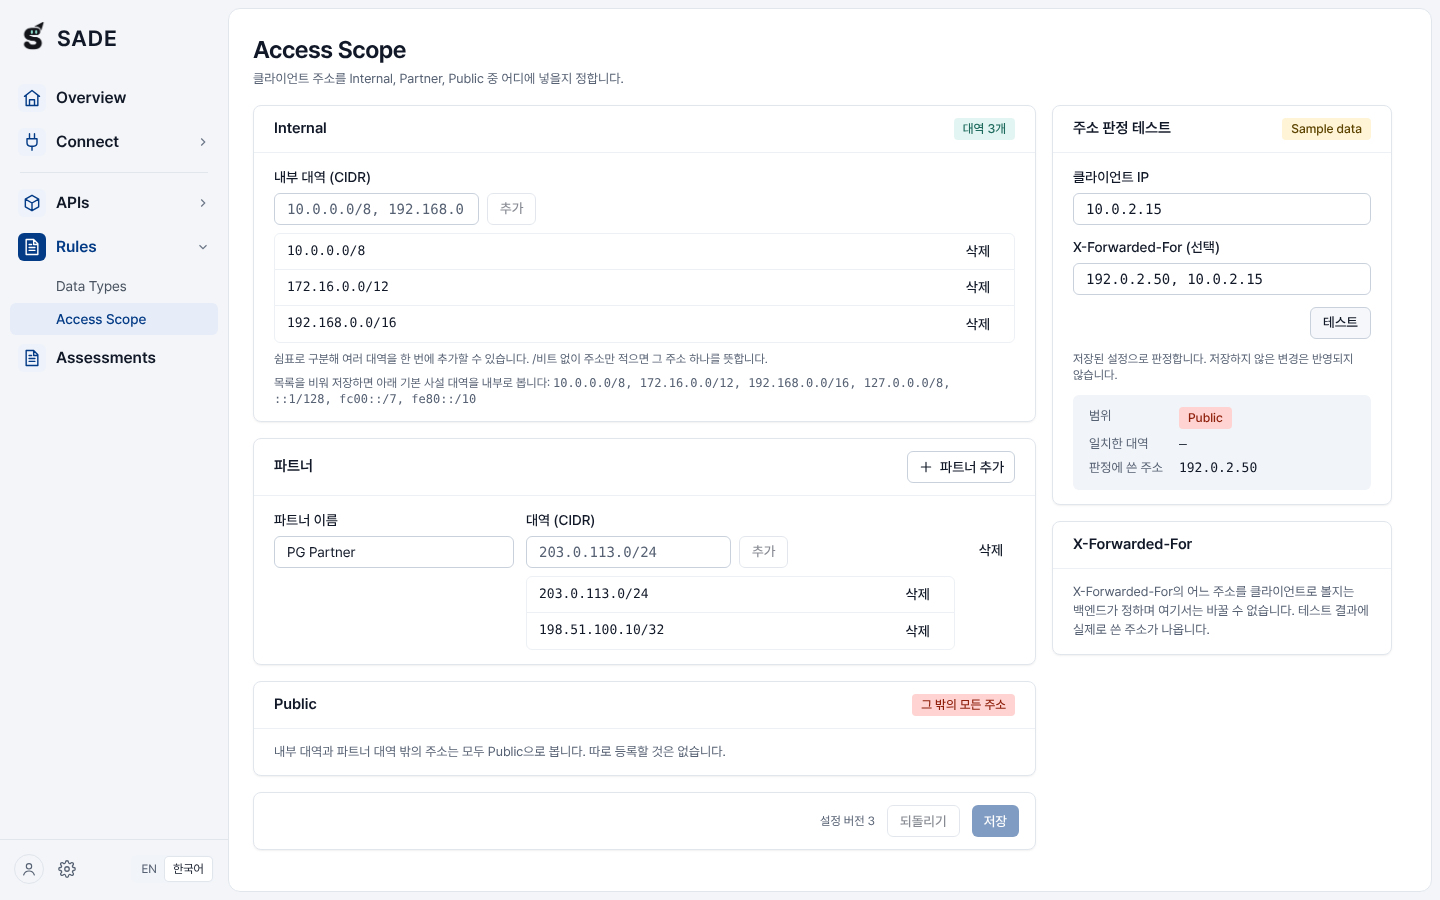 SADE
Overview
Connect
APIs
Rules
Data Types
Access Scope
Assessments
EN
한국어
Access Scope
클라이언트 주소를 Internal, Partner, Public 중 어디에 넣을지 정합니다.
Internal
대역 3개
내부 대역 (CIDR)
10.0.0.0/8, 192.168.0
추가
10.0.0.0/8
삭제
172.16.0.0/12
삭제
192.168.0.0/16
삭제
쉼표로 구분해 여러 대역을 한 번에 추가할 수 있습니다. /비트 없이 주소만 적으면 그 주소 하나를 뜻합니다.
목록을 비워 저장하면 아래 기본 사설 대역을 내부로 봅니다: 10.0.0.0/8, 172.16.0.0/12, 192.168.0.0/16, 127.0.0.0/8,
::1/128, fc00::/7, fe80::/10
파트너
파트너 추가
파트너 이름
대역 (CIDR)
PG Partner
203.0.113.0/24
추가
삭제
203.0.113.0/24
삭제
198.51.100.10/32
삭제
Public
그 밖의 모든 주소
내부 대역과 파트너 대역 밖의 주소는 모두 Public으로 봅니다. 따로 등록할 것은 없습니다.
설정 버전 3
되돌리기
저장
주소 판정 테스트
Sample data
클라이언트 IP
10.0.2.15
X-Forwarded-For (선택)
192.0.2.50, 10.0.2.15
테스트
저장된 설정으로 판정합니다. 저장하지 않은 변경은 반영되지
않습니다.
범위
Public
일치한 대역
—
판정에 쓴 주소
192.0.2.50
X-Forwarded-For
X-Forwarded-For의 어느 주소를 클라이언트로 볼지는
백엔드가 정하며 여기서는 바꿀 수 없습니다. 테스트 결과에
실제로 쓴 주소가 나옵니다.